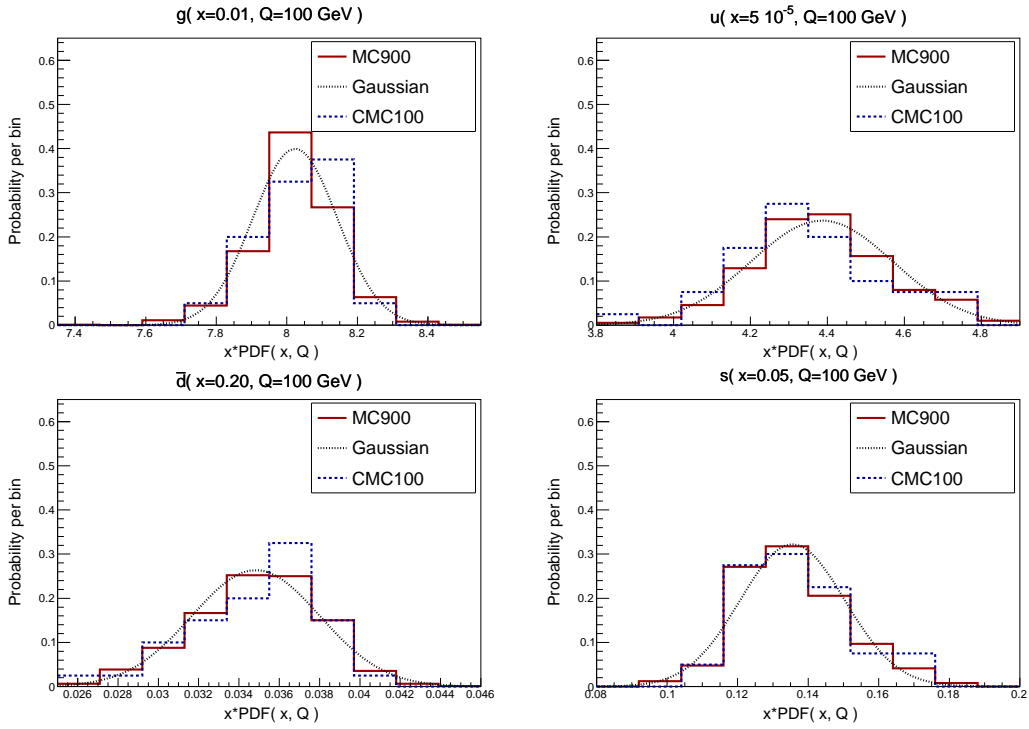 g( x=0.01, Q=100 GeV )
Probability per bin
0.6
0.5
0.4
0.3
0.2
0.1
0
MC900
Gaussian
CMC100
7.4 7.6 7.8 8 8.2 8.4
x*PDF( x, Q )
u( x=5 10⁻⁵, Q=100 GeV )
Probability per bin
0.6
0.5
0.4
0.3
0.2
0.1
0
MC900
Gaussian
CMC100
3.8 4 4.2 4.4 4.6 4.8
x*PDF( x, Q )
d̅( x=0.20, Q=100 GeV )
Probability per bin
0.6
0.5
0.4
0.3
0.2
0.1
0
MC900
Gaussian
CMC100
0.026 0.028 0.03 0.032 0.034 0.036 0.038 0.04 0.042 0.044 0.046
x*PDF( x, Q )
s( x=0.05, Q=100 GeV )
Probability per bin
0.6
0.5
0.4
0.3
0.2
0.1
0
MC900
Gaussian
CMC100
0.08 0.1 0.12 0.14 0.16 0.18 0.2
x*PDF( x, Q )